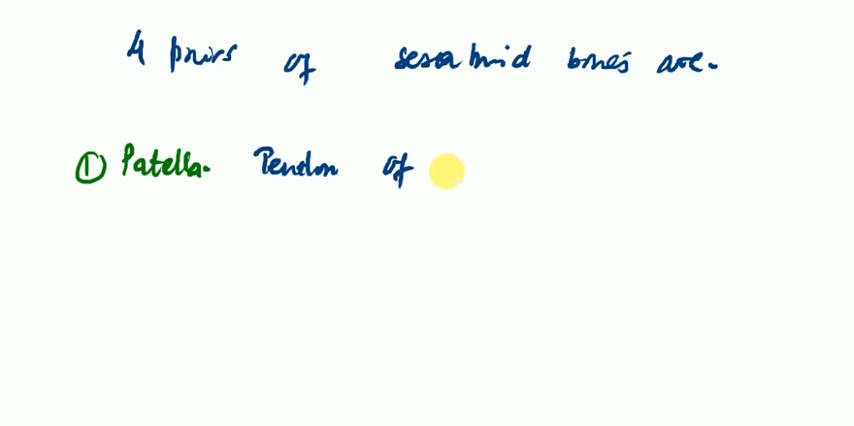 4 pairs of sesamoid bones are.
① Patella. Tendon of